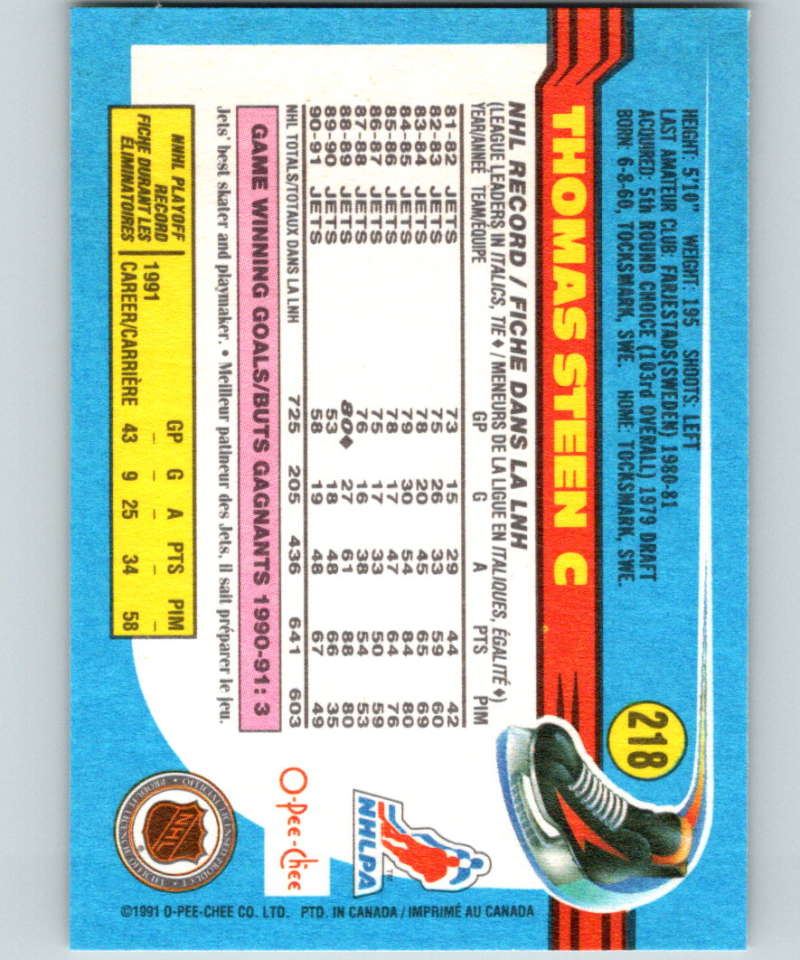 218
HEIGHT: 5'10" WEIGHT: 195 SHOOTS: LEFT
LAST AMATEUR CLUB: FARJESTADS(SWEDEN) 1980-81
ACQUIRED: 5th ROUND CHOICE (103rd OVERALL) 1979 DRAFT
BORN: 6-8-60, TOCKSMARK, SWE. HOME: TOCKSMARK, SWE.
THOMAS STEEN C
NHL RECORD / FICHE DANS LA LNH
(LEAGUE LEADERS IN ITALICS, TIE ♦ / MENEURS DE LA LIGUE EN ITALIQUES, ÉGALITÉ ♦)
YEAR/ANNÉE TEAM/ÉQUIPE GP G A PTS PIM
81-82 JETS 73 15 29 44 42
82-83 JETS 75 26 33 59 60
83-84 JETS 78 20 45 65 69
84-85 JETS 79 30 54 84 80
85-86 JETS 78 17 47 64 76
86-87 JETS 75 17 33 50 59
87-88 JETS 76 16 38 54 53
88-89 JETS 80♦ 27 61 88 80
89-90 JETS 53 18 48 66 35
90-91 JETS 58 19 48 67 49
NHL TOTALS/TOTAUX DANS LA LNH 725 205 436 641 603
GAME WINNING GOALS/BUTS GAGNANTS 1990-91: 3
Jets' best skater and playmaker. • Meilleur patineur des Jets. Il sait préparer le jeu.
NNHL PLAYOFF RECORD
FICHE DURANT LES ÉLIMINATOIRES
GP G A PTS PIM
1991 – – – – –
CAREER/CARRIÈRE 43 9 25 34 58
NHLPA
TM
O-Pee-Chee
NHL
©1991 O-PEE-CHEE CO. LTD. PTD. IN CANADA / IMPRIMÉ AU CANADA